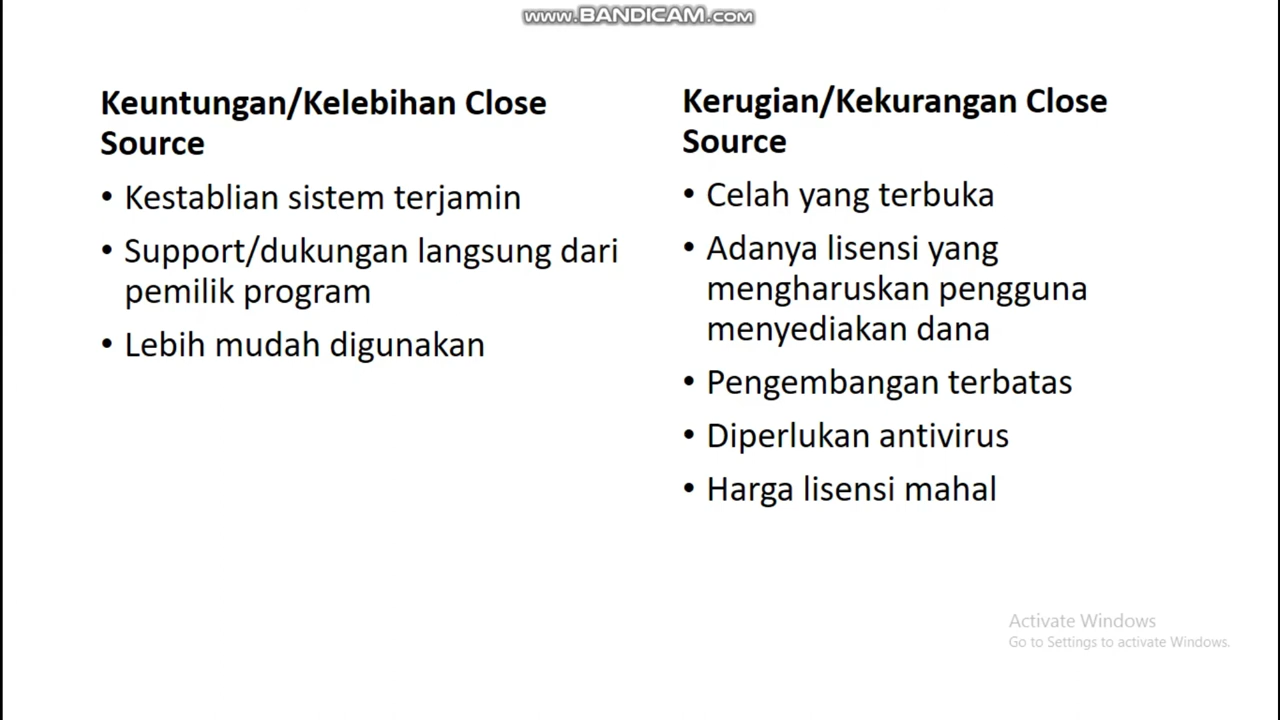 www.BANDICAM.com
Keuntungan/Kelebihan Close
Source
• Kestablian sistem terjamin
• Support/dukungan langsung dari
pemilik program
• Lebih mudah digunakan
Kerugian/Kekurangan Close
Source
• Celah yang terbuka
• Adanya lisensi yang
mengharuskan pengguna
menyediakan dana
• Pengembangan terbatas
• Diperlukan antivirus
• Harga lisensi mahal
Activate Windows
Go to Settings to activate Windows.